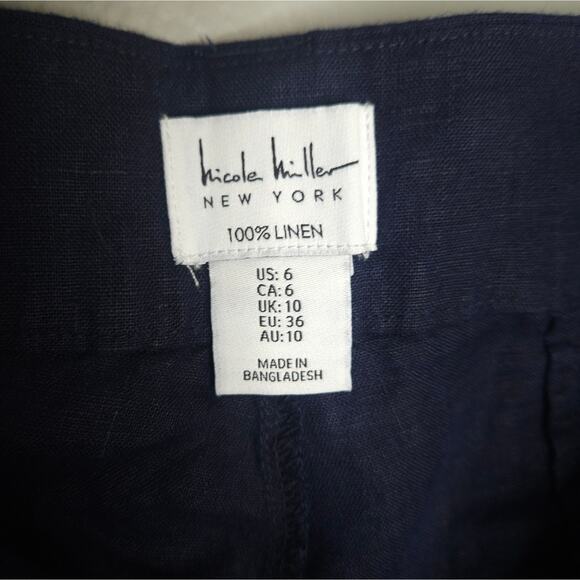 nicole miller
NEW YORK
100% LINEN
US: 6
CA: 6
UK: 10
EU: 36
AU: 10
MADE IN
BANGLADESH